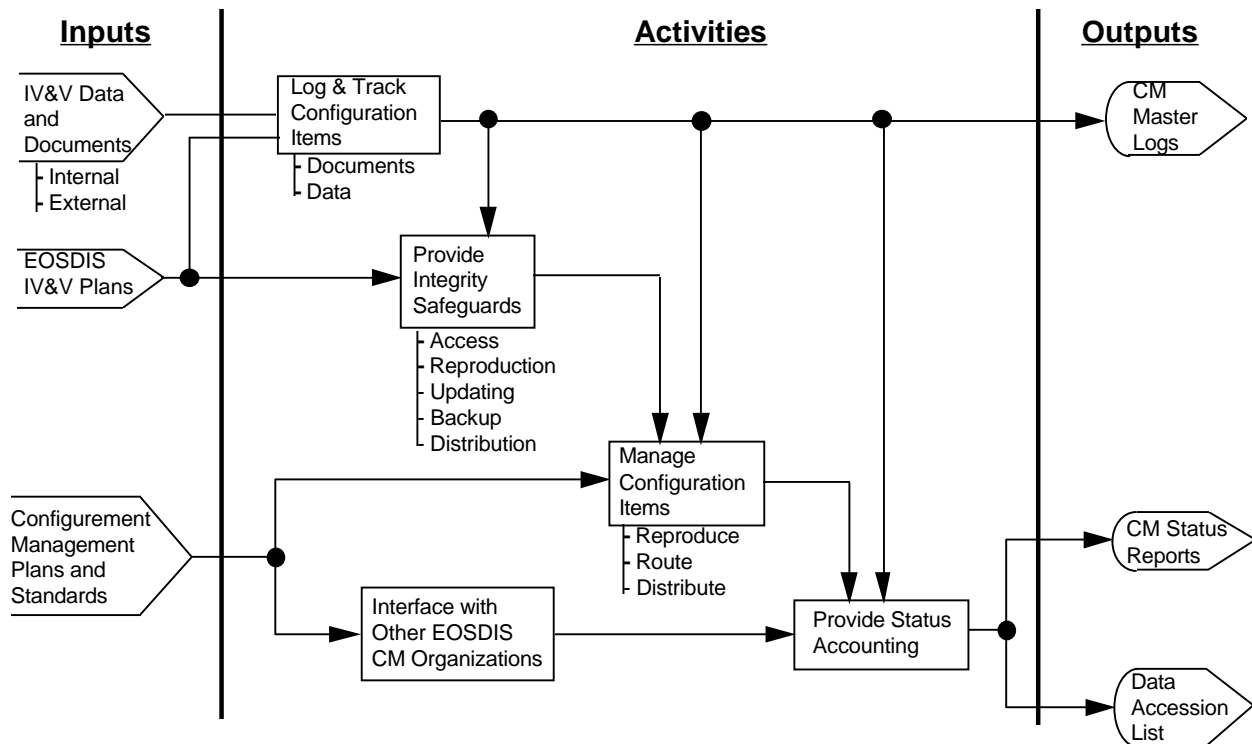 Inputs
Activities
Outputs
IV&V Data
and
Documents
- Internal
- External
Log & Track
Configuration
Items
- Documents
- Data
CM
Master
Logs
EOSDIS
IV&V Plans
Provide
Integrity
Safeguards
- Access
- Reproduction
- Updating
- Backup
- Distribution
Manage
Configuration
Items
- Reproduce
- Route
- Distribute
Configurement
Management
Plans and
Standards
Interface with
Other EOSDIS
CM Organizations
Provide Status
Accounting
CM Status
Reports
Data
Accession
List